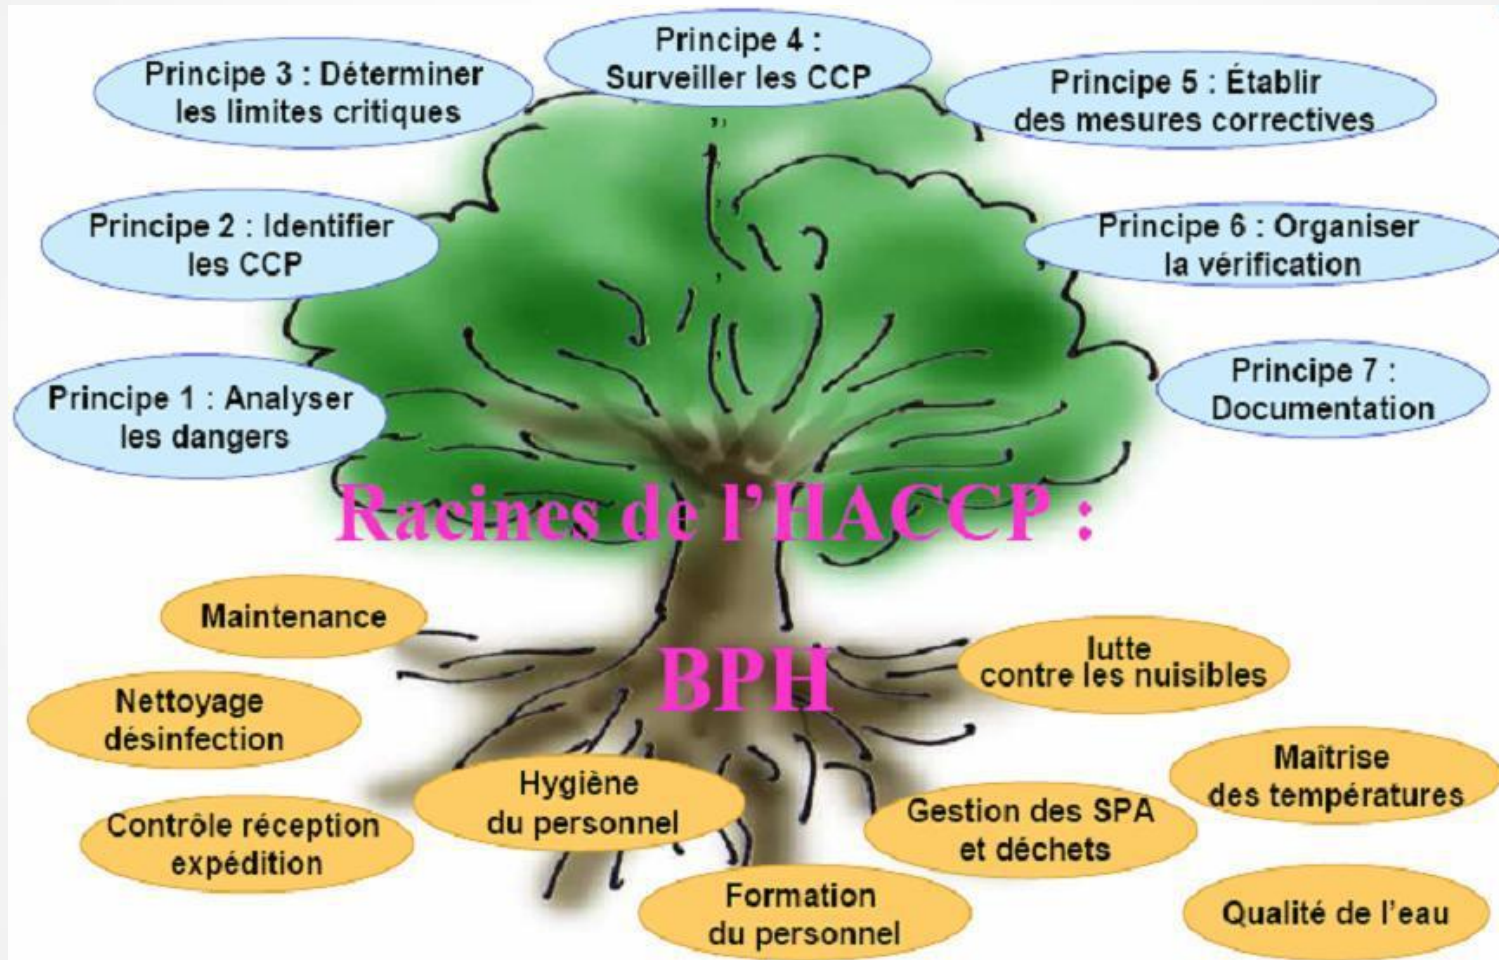 Principe 4 :
Surveiller les CCP
Principe 3 : Déterminer
les limites critiques
Principe 5 : Établir
des mesures correctives
Principe 2 : Identifier
les CCP
Principe 6 : Organiser
la vérification
Principe 1 : Analyser
les dangers
Principe 7 :
Documentation
Racines de l’HACCP :
BPH
Maintenance
lutte
contre les nuisibles
Nettoyage
désinfection
Hygiène
du personnel
Maîtrise
des températures
Contrôle réception
expédition
Gestion des SPA
et déchets
Formation
du personnel
Qualité de l’eau